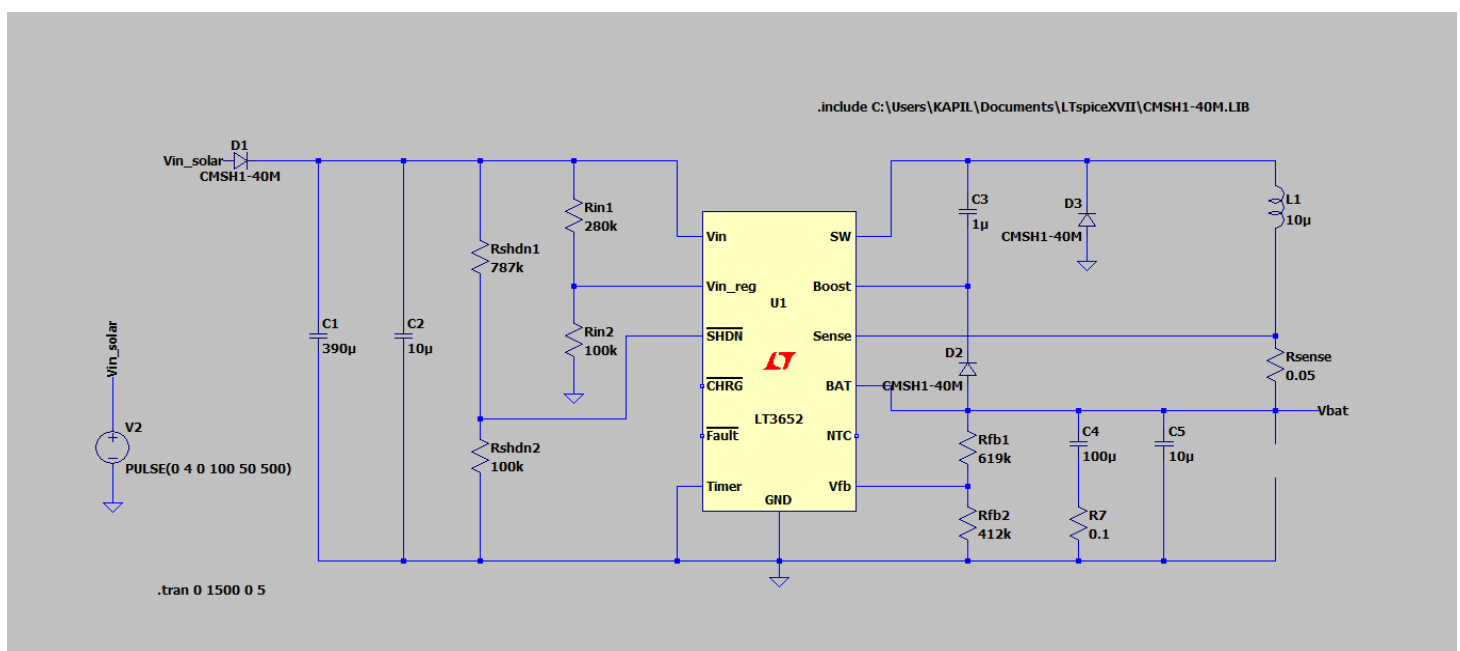 .include C:\Users\KAPIL\Documents\LTspiceXVII\CMSH1-40M.LIB
Vin_solar
D1
CMSH1-40M
Rin1
280k
Rshdn1
787k
Rin2
100k
C1
390µ
C2
10µ
Rshdn2
100k
Vin_solar
V2
PULSE(0 4 0 100 50 500)
Vin
Vin_reg
SHDN
CHRG
Fault
Timer
U1
LT3652
GND
SW
Boost
Sense
BAT
NTC
Vfb
C3
1µ
D3
CMSH1-40M
L1
10µ
D2
CMSH1-40M
Rsense
0.05
Vbat
Rfb1
619k
Rfb2
412k
C4
100µ
C5
10µ
R7
0.1
.tran 0 1500 0 5